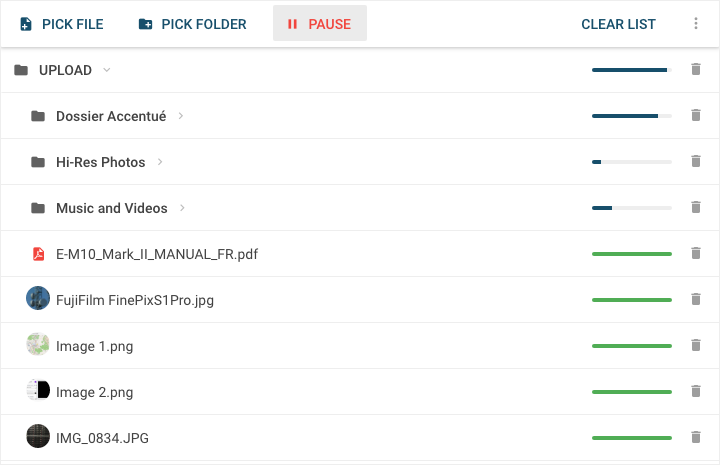 PICK FILE PICK FOLDER PAUSE CLEAR LIST
UPLOAD
Dossier Accentué
Hi-Res Photos
Music and Videos
E-M10_Mark_II_MANUAL_FR.pdf
FujiFilm FinePixS1Pro.jpg
Image 1.png
Image 2.png
IMG_0834.JPG